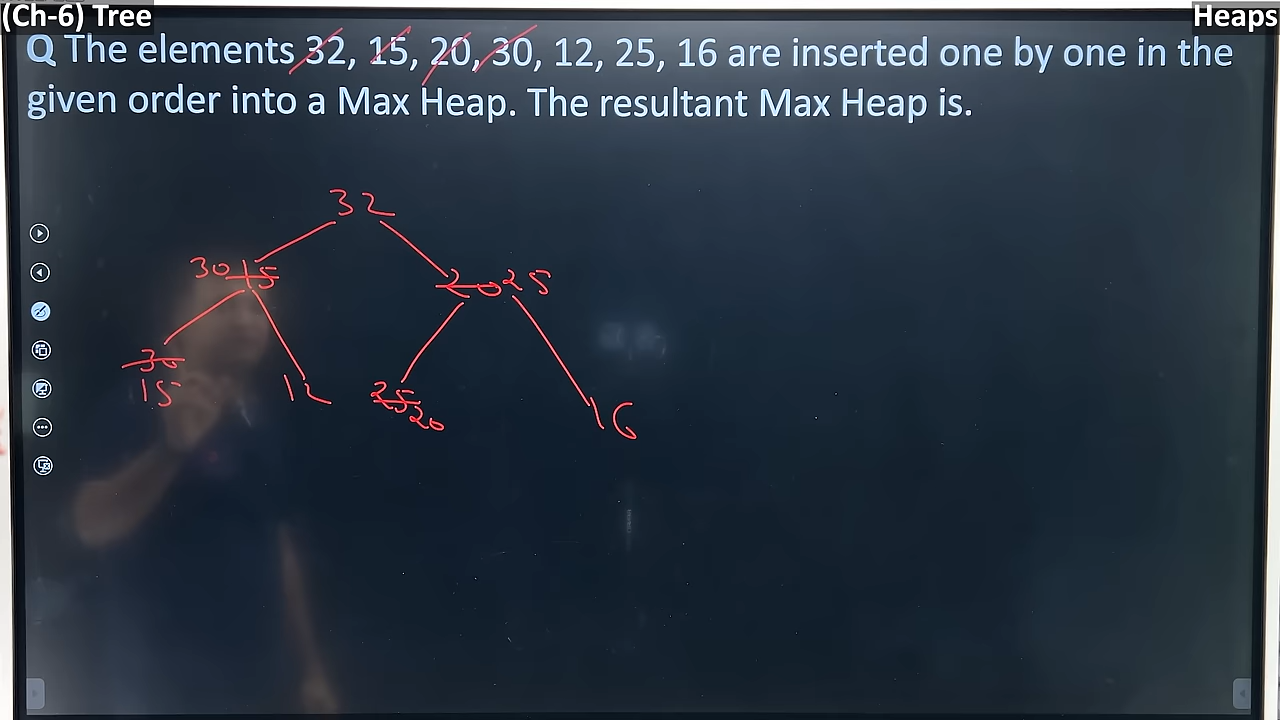 (Ch-6) Tree
Heaps
Q The elements 32, 15, 20, 30, 12, 25, 16 are inserted one by one in the
given order into a Max Heap. The resultant Max Heap is.
32
30 15
20 25
30
15
12
25
20
16